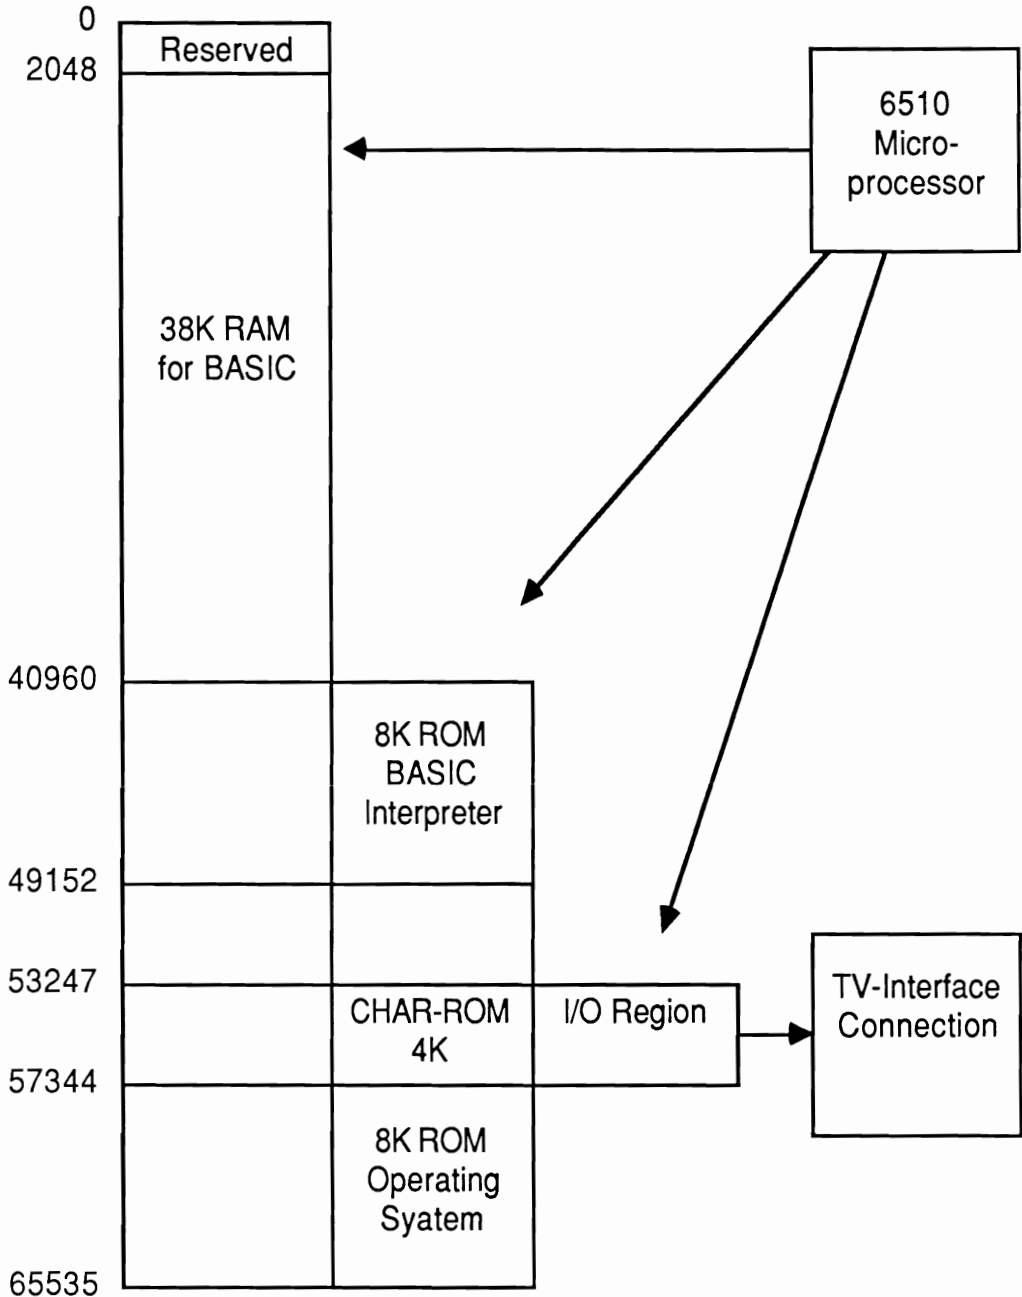 0
Reserved
2048
6510
Micro-
processor
38K RAM
for BASIC
40960
8K ROM
BASIC
Interpreter
49152
53247
CHAR-ROM
4K
I/O Region
TV-Interface
Connection
57344
8K ROM
Operating
Syatem
65535